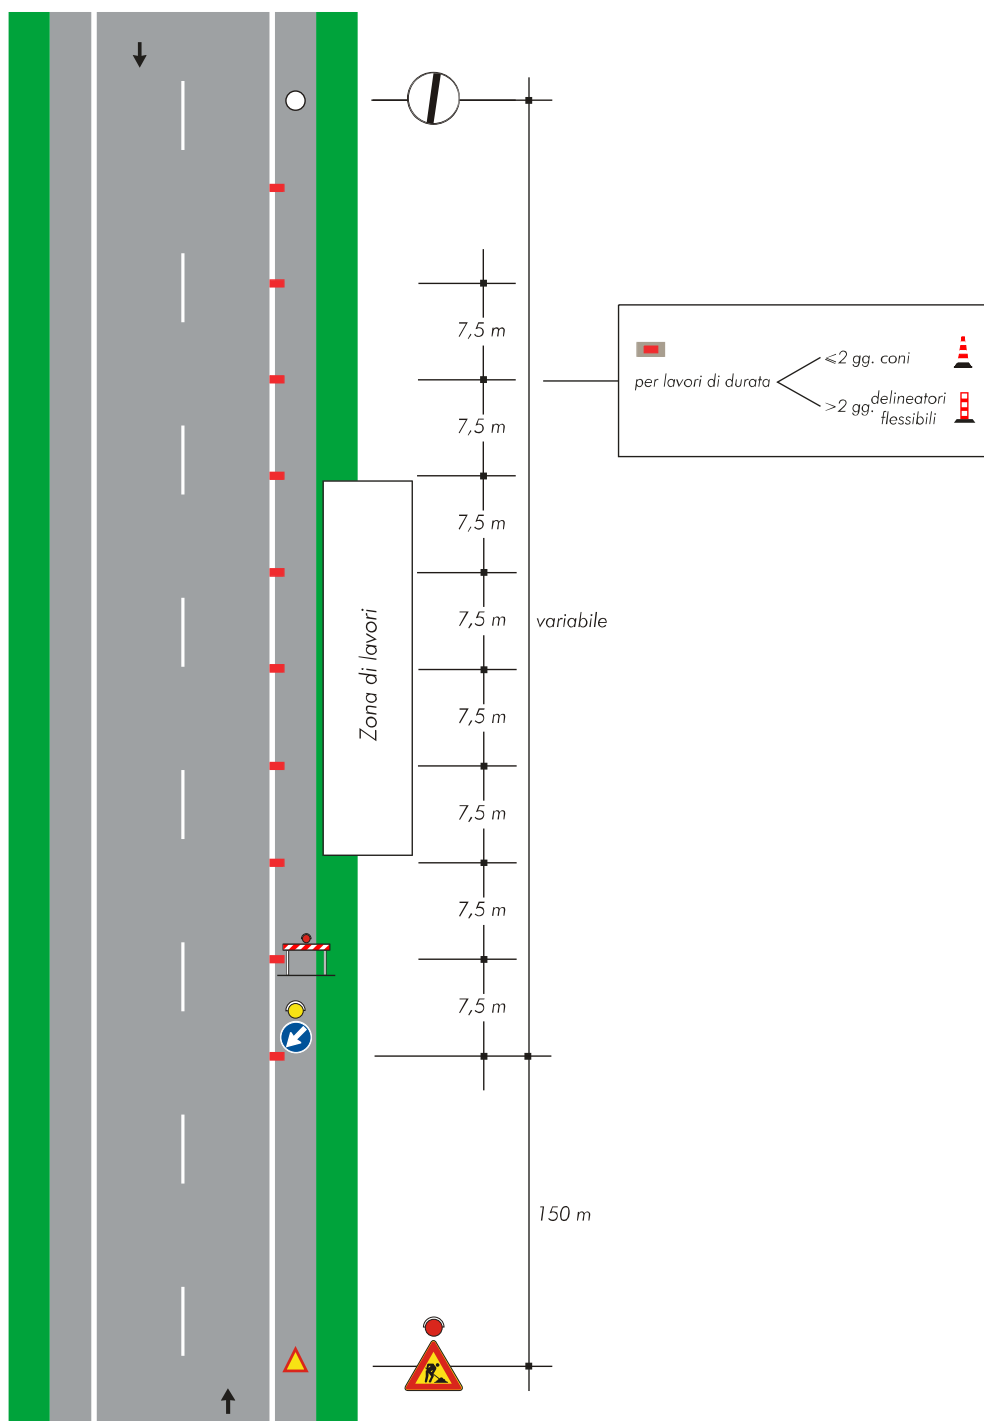 7,5 m
≤2 gg. coni
per lavori di durata
>2 gg. delineatori
flessibili
7,5 m
7,5 m
7,5 m
variabile
Zona di lavori
7,5 m
7,5 m
7,5 m
7,5 m
150 m